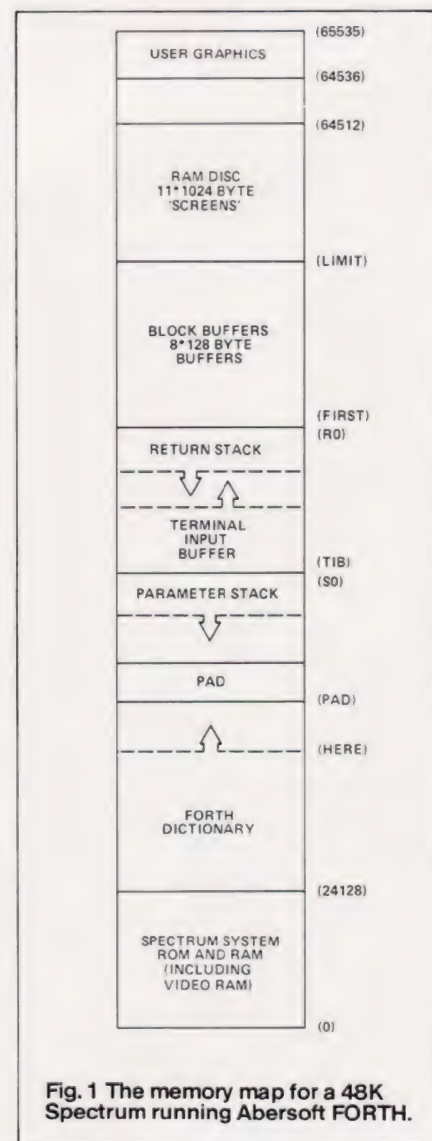 (65535)
USER GRAPHICS
(64536)
(64512)
RAM DISC
11*1024 BYTE
'SCREENS'
(LIMIT)
BLOCK BUFFERS
8*128 BYTE
BUFFERS
(FIRST)
(R0)
RETURN STACK
TERMINAL
INPUT
BUFFER
(TIB)
(S0)
PARAMETER STACK
PAD
(PAD)
(HERE)
FORTH
DICTIONARY
(24128)
SPECTRUM SYSTEM
ROM AND RAM
(INCLUDING
VIDEO RAM)
(0)
Fig. 1 The memory map for a 48K
Spectrum running Abersoft FORTH.